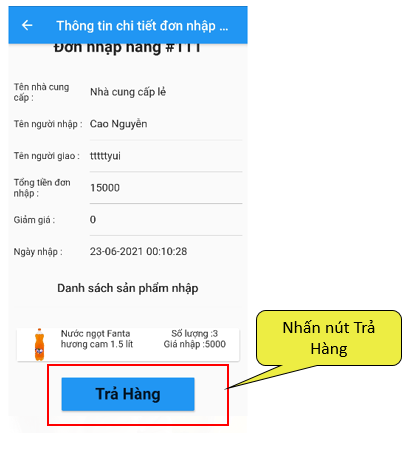 Thông tin chi tiết đơn nhập ...
Đơn nhập hàng #111
Tên nhà cung
cấp :
Nhà cung cấp lẻ
Tên người nhập :
Cao Nguyên
Tên người giao :
tttttyui
Tổng tiền đơn
nhập :
15000
Giảm giá :
0
Ngày nhập :
23-06-2021 00:10:28
Danh sách sản phẩm nhập
Nước ngọt Fanta
hương cam 1.5 lít
Số lượng :3
Giá nhập :5000
Trả Hàng
Nhấn nút Trả
Hàng